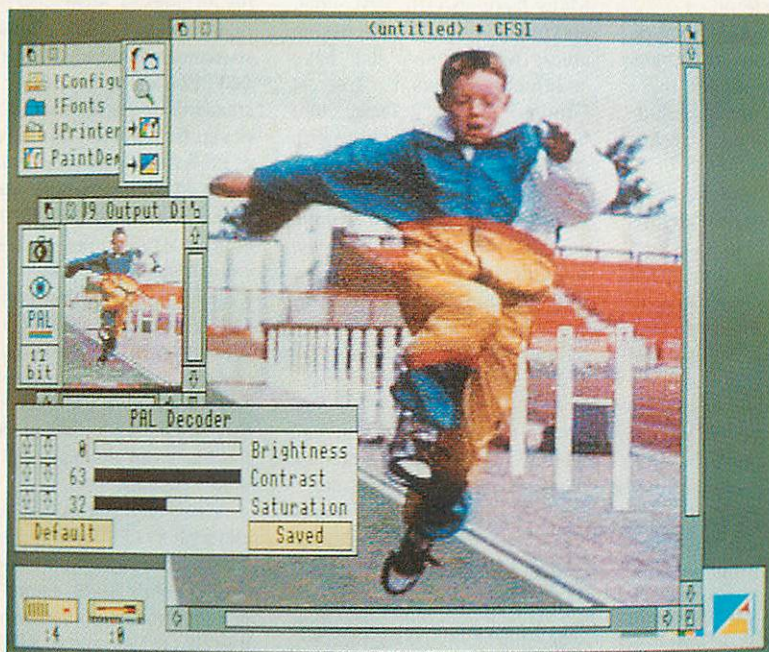 <untitled> * CFSI
!Configu
!Fonts
!Printer
PaintDem
Output Di
PAL
12
bit
PAL Decoder
0 Brightness
63 Contrast
32 Saturation
Default Saved
:4 :0